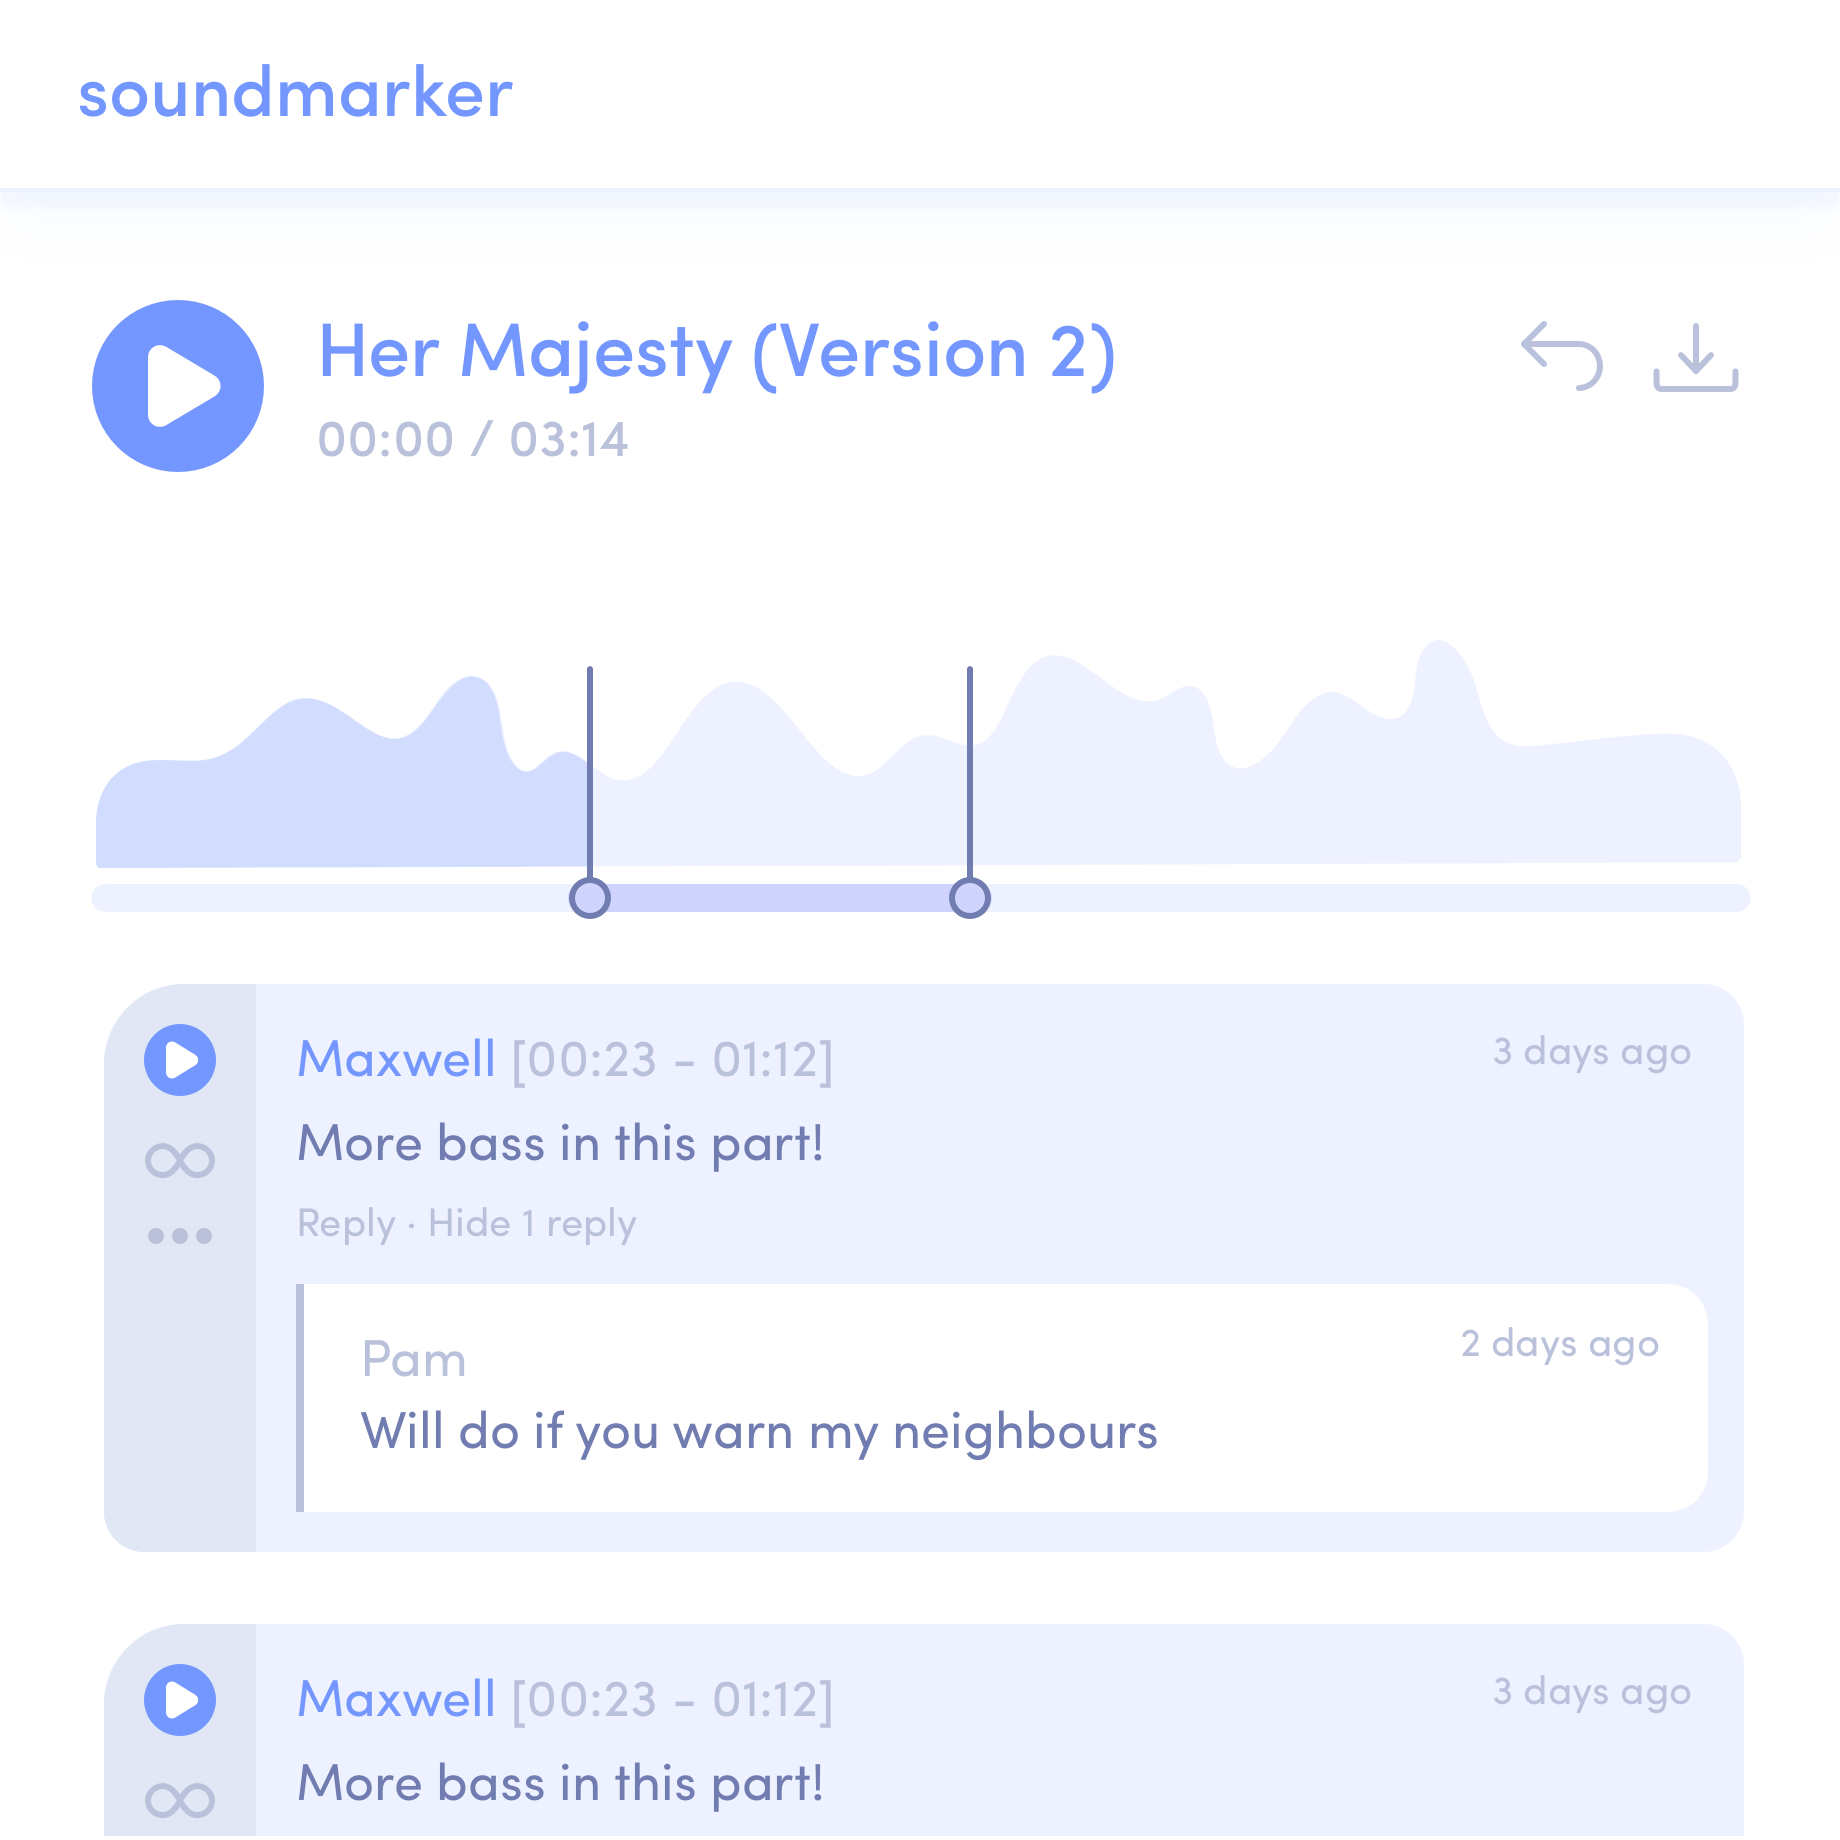 soundmarker
Her Majesty (Version 2)
00:00 / 03:14
Maxwell [00:23 - 01:12]
3 days ago
More bass in this part!
Reply · Hide 1 reply
Pam
2 days ago
Will do if you warn my neighbours
Maxwell [00:23 - 01:12]
3 days ago
More bass in this part!